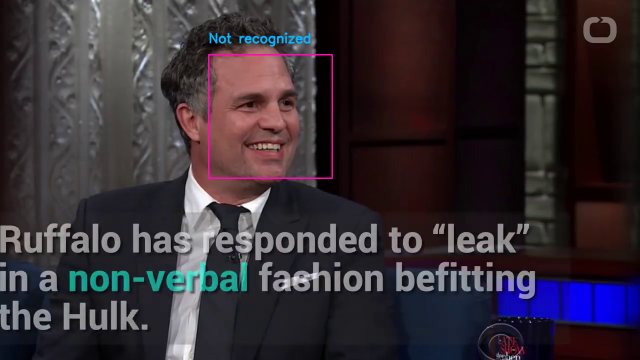 Not recognized
Ruffalo has responded to “leak”
in a non-verbal fashion befitting
the Hulk.